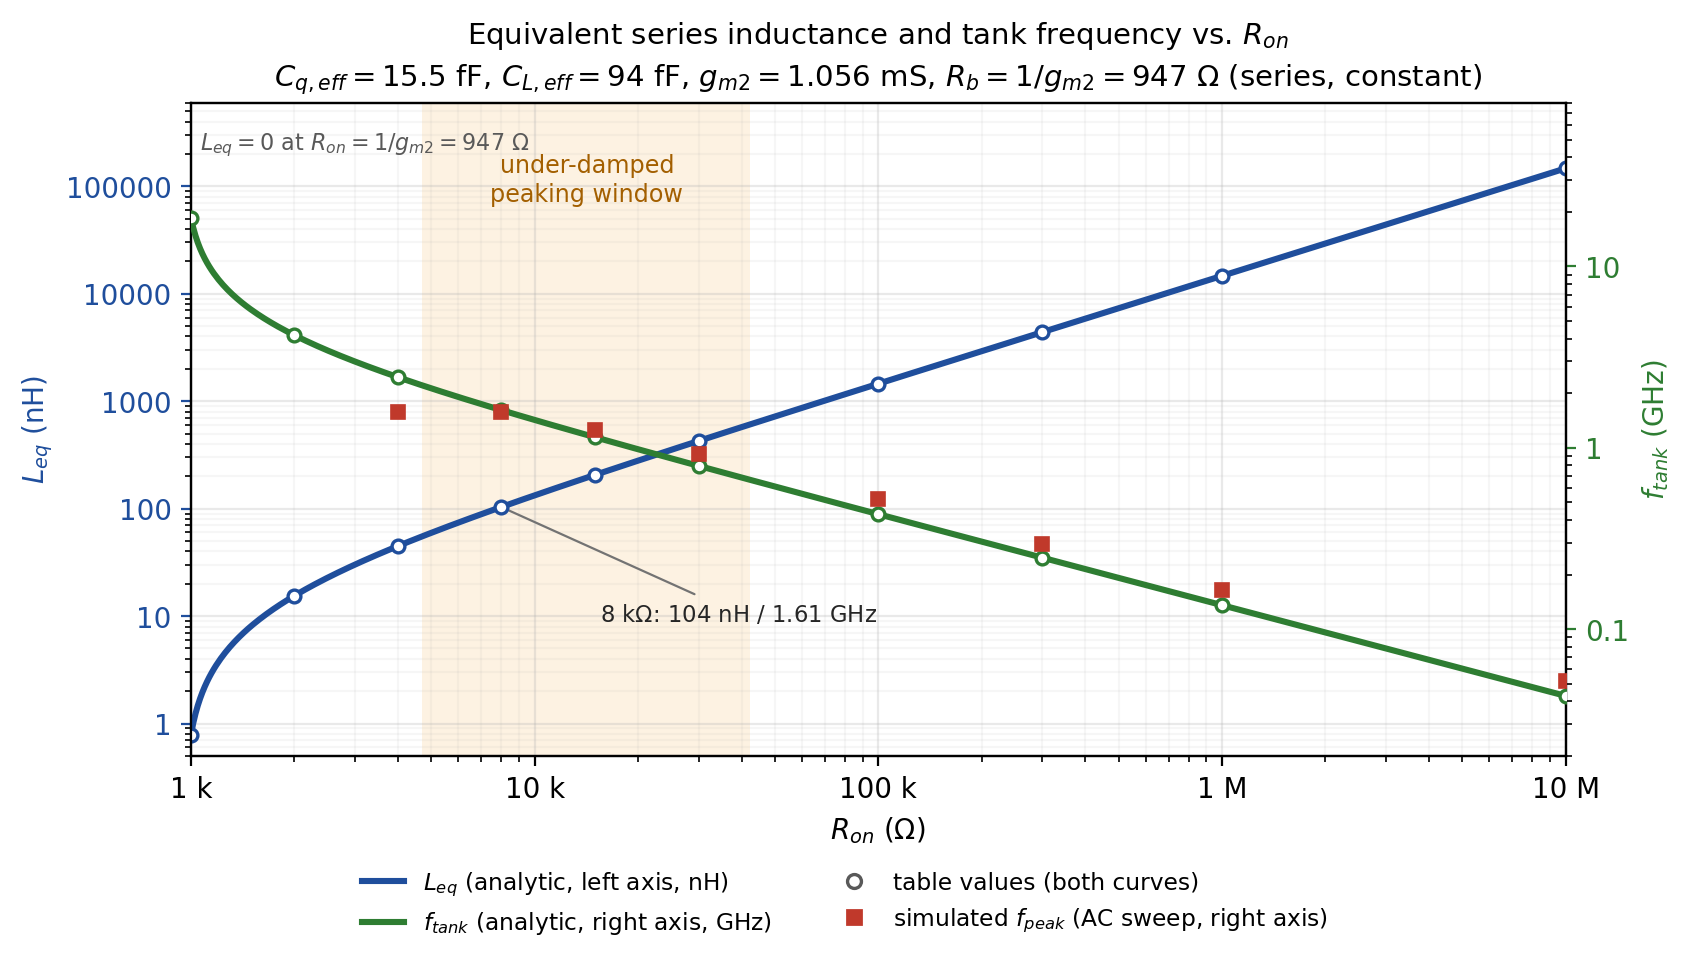 Equivalent series inductance and tank frequency vs. R_on
C_q,eff = 15.5 fF, C_L,eff = 94 fF, g_m2 = 1.056 mS, R_b = 1/g_m2 = 947 Ω (series, constant)
L_eq = 0 at R_on = 1/g_m2 = 947 Ω
under-damped
peaking window
100000
10000
1000
100
10
1
L_eq (nH)
10
1
0.1
f_tank (GHz)
8 kΩ: 104 nH / 1.61 GHz
1 k
10 k
100 k
1 M
10 M
R_on (Ω)
L_eq (analytic, left axis, nH)
f_tank (analytic, right axis, GHz)
table values (both curves)
simulated f_peak (AC sweep, right axis)